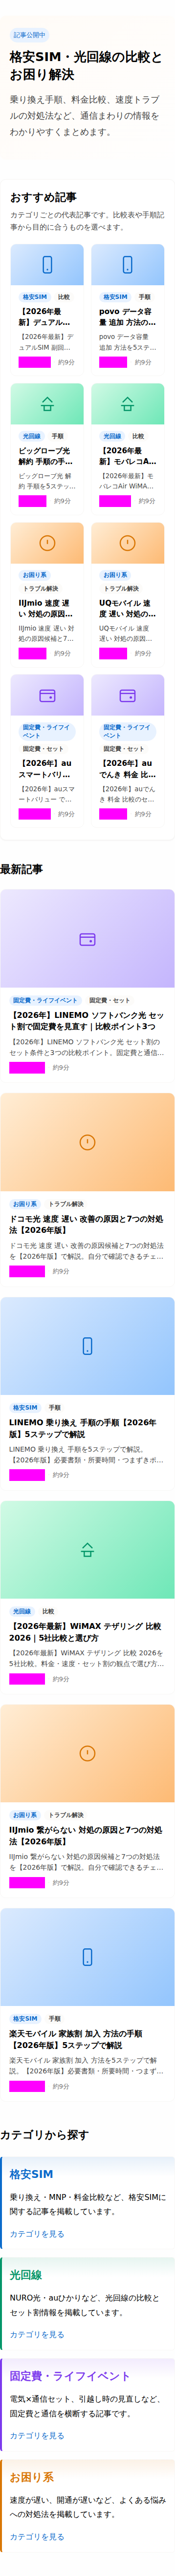 記事公開中
格安SIM・光回線の比較と
お困り解決
乗り換え手順、料金比較、速度トラブ
ルの対処法など、通信まわりの情報を
わかりやすくまとめます。
おすすめ記事
カテゴリごとの代表記事です。比較表や手順記
事から目的に合うものを選べます。
格安SIM 比較
【2026年最
新】デュアル...
【2026年最新】デ
ュアルSIM 副回...
約9分
格安SIM 手順
povo データ容
量 追加 方法の...
povo データ容量
追加 方法を5ステ...
約9分
光回線 手順
ビッグローブ光
解約 手順の手...
ビッグローブ光 解
約 手順を5ステッ...
約9分
光回線 比較
【2026年最
新】モバレコA...
【2026年最新】モ
バレコAir WiMA...
約9分
お困り系
トラブル解決
IIJmio 速度 遅
い 対処の原因...
IIJmio 速度 遅い 対
処の原因候補と7...
約9分
お困り系
トラブル解決
UQモバイル 速
度 遅い 対処の...
UQモバイル 速度
遅い 対処の原因...
約9分
固定費・ライフイ
ベント
固定費・セット
【2026年】au
スマートバリ...
【2026年】auスマ
ートバリュー で...
約9分
固定費・ライフイ
ベント
固定費・セット
【2026年】au
でんき 料金 比...
【2026年】auでん
き 料金 比較のセ...
約9分
最新記事
固定費・ライフイベント 固定費・セット
【2026年】LINEMO ソフトバンク光 セッ
ト割で固定費を見直す｜比較ポイント3つ
【2026年】LINEMO ソフトバンク光 セット割の
セット条件と3つの比較ポイント。固定費と通信...
約9分
お困り系 トラブル解決
ドコモ光 速度 遅い 改善の原因と7つの対処
法【2026年版】
ドコモ光 速度 遅い 改善の原因候補と7つの対処法
を【2026年版】で解説。自分で確認できるチェ...
約9分
格安SIM 手順
LINEMO 乗り換え 手順の手順【2026年
版】5ステップで解説
LINEMO 乗り換え 手順を5ステップで解説。
【2026年版】必要書類・所要時間・つまずきポ...
約9分
光回線 比較
【2026年最新】WiMAX テザリング 比較
2026｜5社比較と選び方
【2026年最新】WiMAX テザリング 比較 2026を
5社比較。料金・速度・セット割の観点で選び方...
約9分
お困り系 トラブル解決
IIJmio 繋がらない 対処の原因と7つの対処
法【2026年版】
IIJmio 繋がらない 対処の原因候補と7つの対処法
を【2026年版】で解説。自分で確認できるチェ...
約9分
格安SIM 手順
楽天モバイル 家族割 加入 方法の手順
【2026年版】5ステップで解説
楽天モバイル 家族割 加入 方法を5ステップで解
説。【2026年版】必要書類・所要時間・つまず...
約9分
カテゴリから探す
格安SIM
乗り換え・MNP・料金比較など、格安SIMに
関する記事を掲載しています。
カテゴリを見る
光回線
NURO光・auひかりなど、光回線の比較と
セット割情報を掲載しています。
カテゴリを見る
固定費・ライフイベント
電気×通信セット、引越し時の見直しなど、
固定費と通信を横断する記事です。
カテゴリを見る
お困り系
速度が遅い、開通が遅いなど、よくある悩み
への対処法を掲載しています。
カテゴリを見る